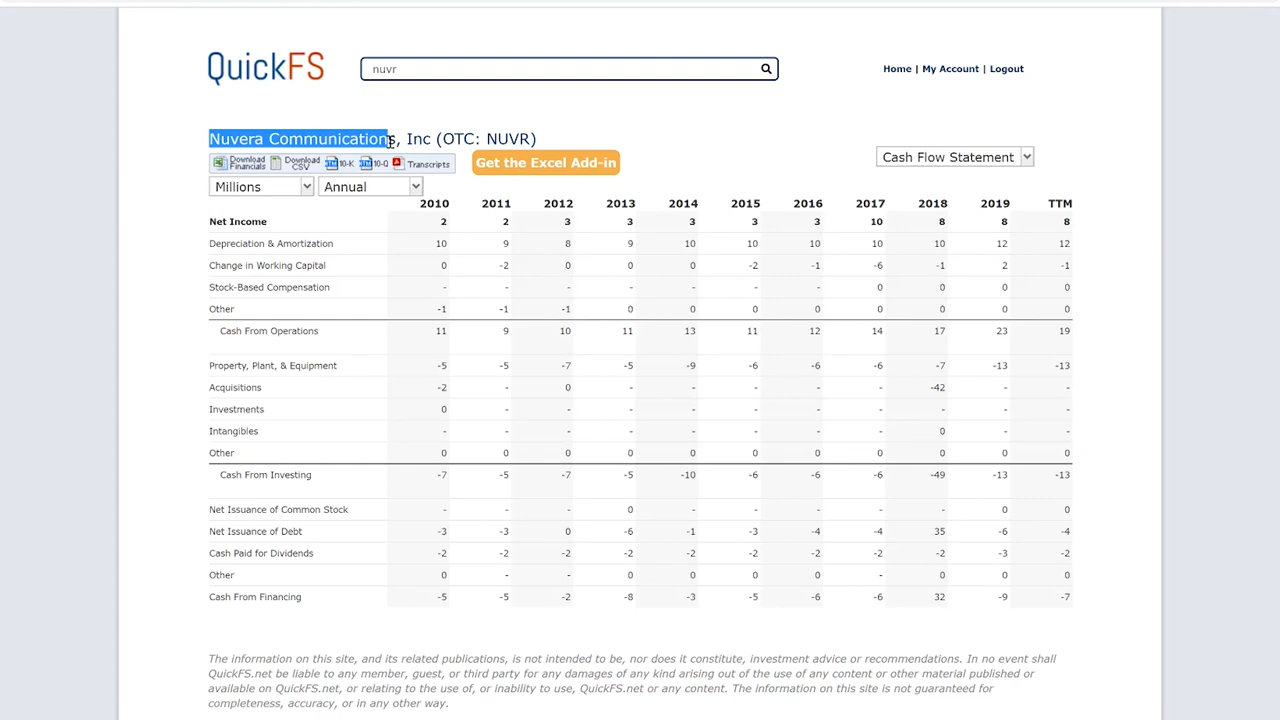 QuickFS
nuvr
Home | My Account | Logout
Nuvera Communications, Inc (OTC: NUVR)
Download Financials Download CSV 10-K 10-Q Transcripts
Get the Excel Add-in
Cash Flow Statement
Millions Annual
2010 2011 2012 2013 2014 2015 2016 2017 2018 2019 TTM
Net Income 2 2 3 3 3 3 3 10 8 8 8
Depreciation & Amortization 10 9 8 9 10 10 10 10 10 12 12
Change in Working Capital 0 -2 0 0 0 -2 -1 -6 -1 2 -1
Stock-Based Compensation - - - - - - - 0 0 0 0
Other -1 -1 -1 0 0 0 0 0 0 0 0
Cash From Operations 11 9 10 11 13 11 12 14 17 23 19
Property, Plant, & Equipment -5 -5 -7 -5 -9 -6 -6 -6 -7 -13 -13
Acquisitions -2 - 0 - - - - - -42 - -
Investments 0 - - - - - - - - - -
Intangibles - - - - - - - - 0 - -
Other 0 0 0 0 0 0 0 0 0 0 0
Cash From Investing -7 -5 -7 -5 -10 -6 -6 -6 -49 -13 -13
Net Issuance of Common Stock - - - 0 - - - - - 0 0
Net Issuance of Debt -3 -3 0 -6 -1 -3 -4 -4 35 -6 -4
Cash Paid for Dividends -2 -2 -2 -2 -2 -2 -2 -2 -2 -3 -2
Other 0 - - 0 0 0 0 - 0 0 0
Cash From Financing -5 -5 -2 -8 -3 -5 -6 -6 32 -9 -7
The information on this site, and its related publications, is not intended to be, nor does it constitute, investment advice or recommendations. In no event shall
QuickFS.net be liable to any member, guest, or third party for any damages of any kind arising out of the use of any content or other material published or
available on QuickFS.net, or relating to the use of, or inability to use, QuickFS.net or any content. The information on this site is not guaranteed for
completeness, accuracy, or in any other way.